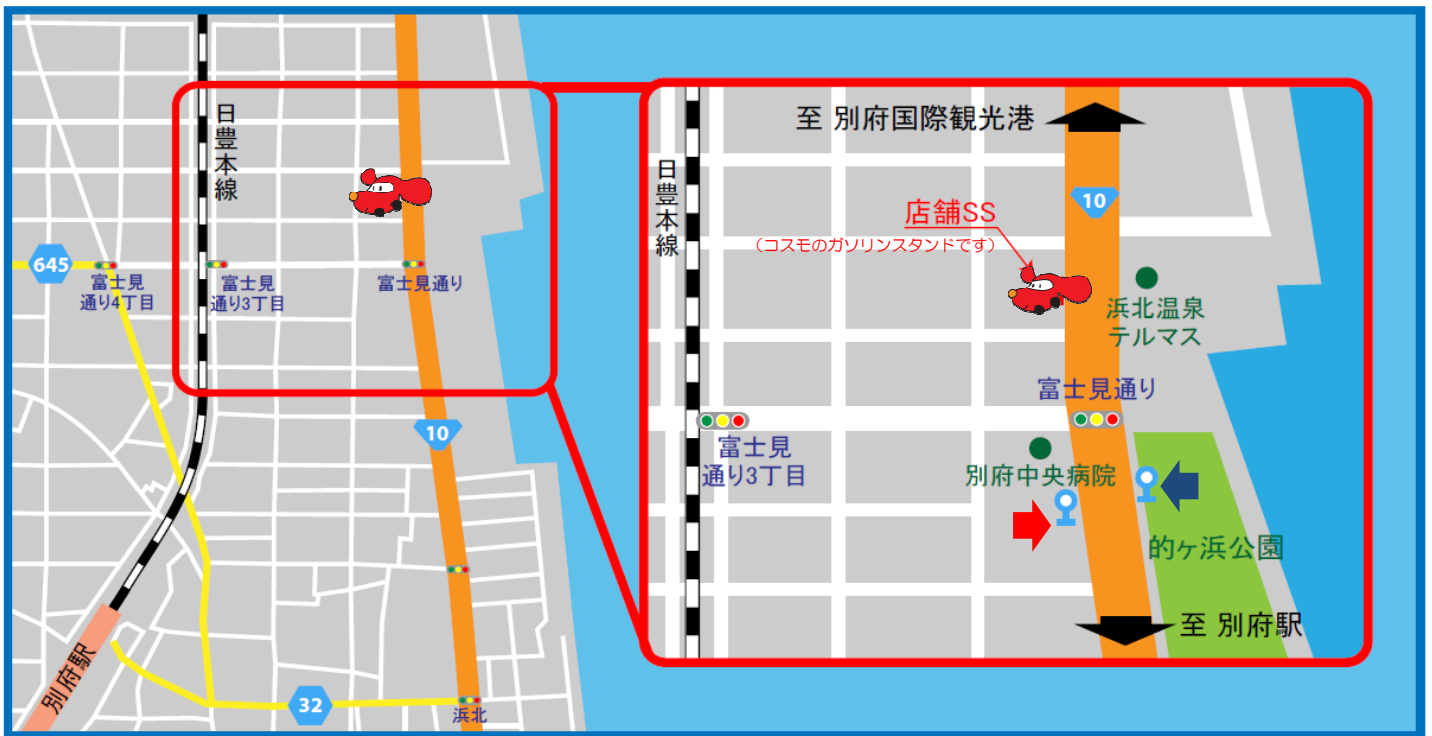 日豊本線
645
富士見
通り4丁目
富士見
通り3丁目
富士見通り
10
別府駅
32
浜北
至 別府国際観光港
日豊本線
10
店舗SS
(コスモのガソリンスタンドです)
浜北温泉
テルマス
富士見通り
富士見
通り3丁目
別府中央病院
的ヶ浜公園
至 別府駅